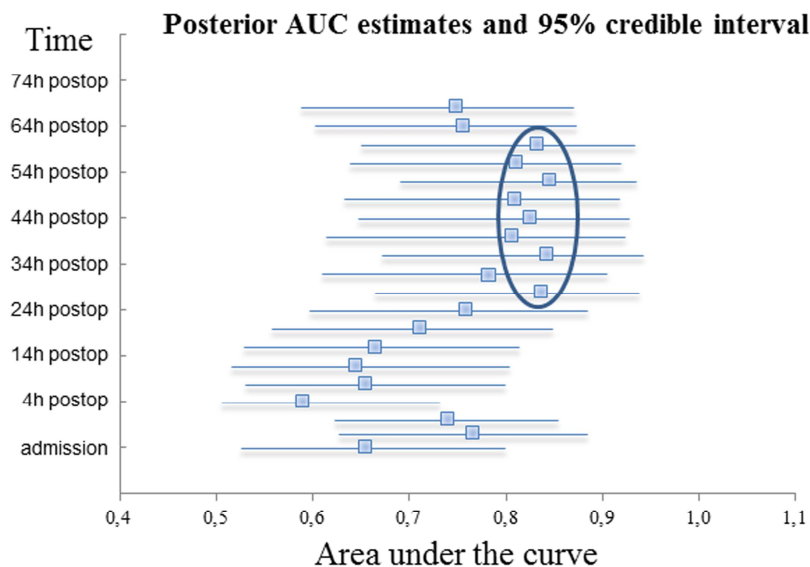 Posterior AUC estimates and 95% credible interval
Time
74h postop
64h postop
54h postop
44h postop
34h postop
24h postop
14h postop
4h postop
admission
0,4 0,5 0,6 0,7 0,8 0,9 1,0 1,1
Area under the curve